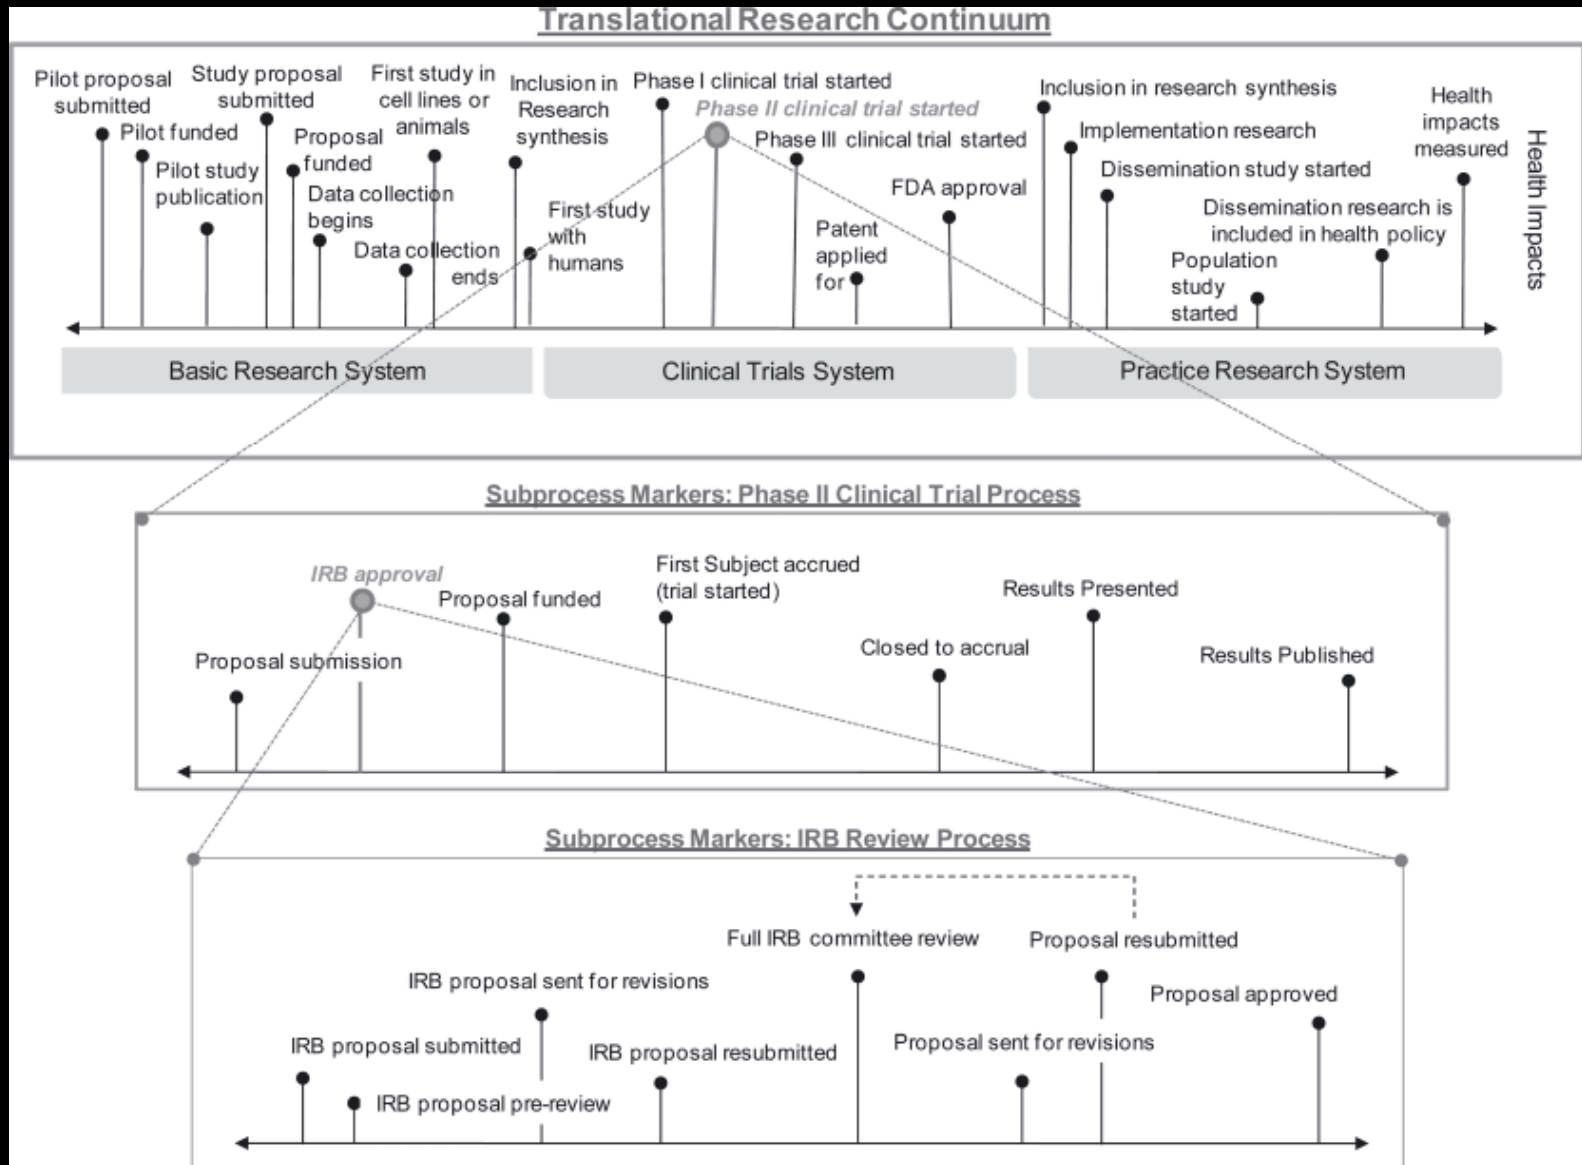 Translational Research Continuum
Pilot proposal
submitted
Pilot funded
Pilot study
publication
Study proposal
submitted
Proposal
funded
Data collection
begins
Data collection
ends
First study in
cell lines or
animals
Inclusion in
Research
synthesis
First study
with
humans
Phase I clinical trial started
Phase II clinical trial started
Phase III clinical trial started
Patent
applied
for
FDA approval
Inclusion in research synthesis
Implementation research
Dissemination study started
Population
study
started
Dissemination research is
included in health policy
Health
impacts
measured
Health Impacts
Basic Research System
Clinical Trials System
Practice Research System
Subprocess Markers: Phase II Clinical Trial Process
Proposal submission
IRB approval
Proposal funded
First Subject accrued
(trial started)
Closed to accrual
Results Presented
Results Published
Subprocess Markers: IRB Review Process
IRB proposal submitted
IRB proposal pre-review
IRB proposal sent for revisions
IRB proposal resubmitted
Full IRB committee review
Proposal sent for revisions
Proposal resubmitted
Proposal approved